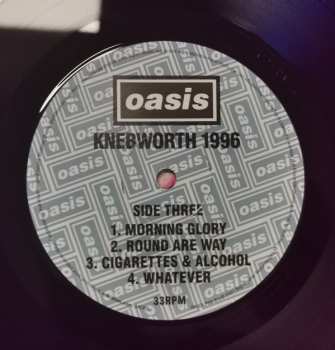 oasis
KNEBWORTH 1996
SIDE THREE
1. MORNING GLORY
2. ROUND ARE WAY
3. CIGARETTES & ALCOHOL
4. WHATEVER
33RPM